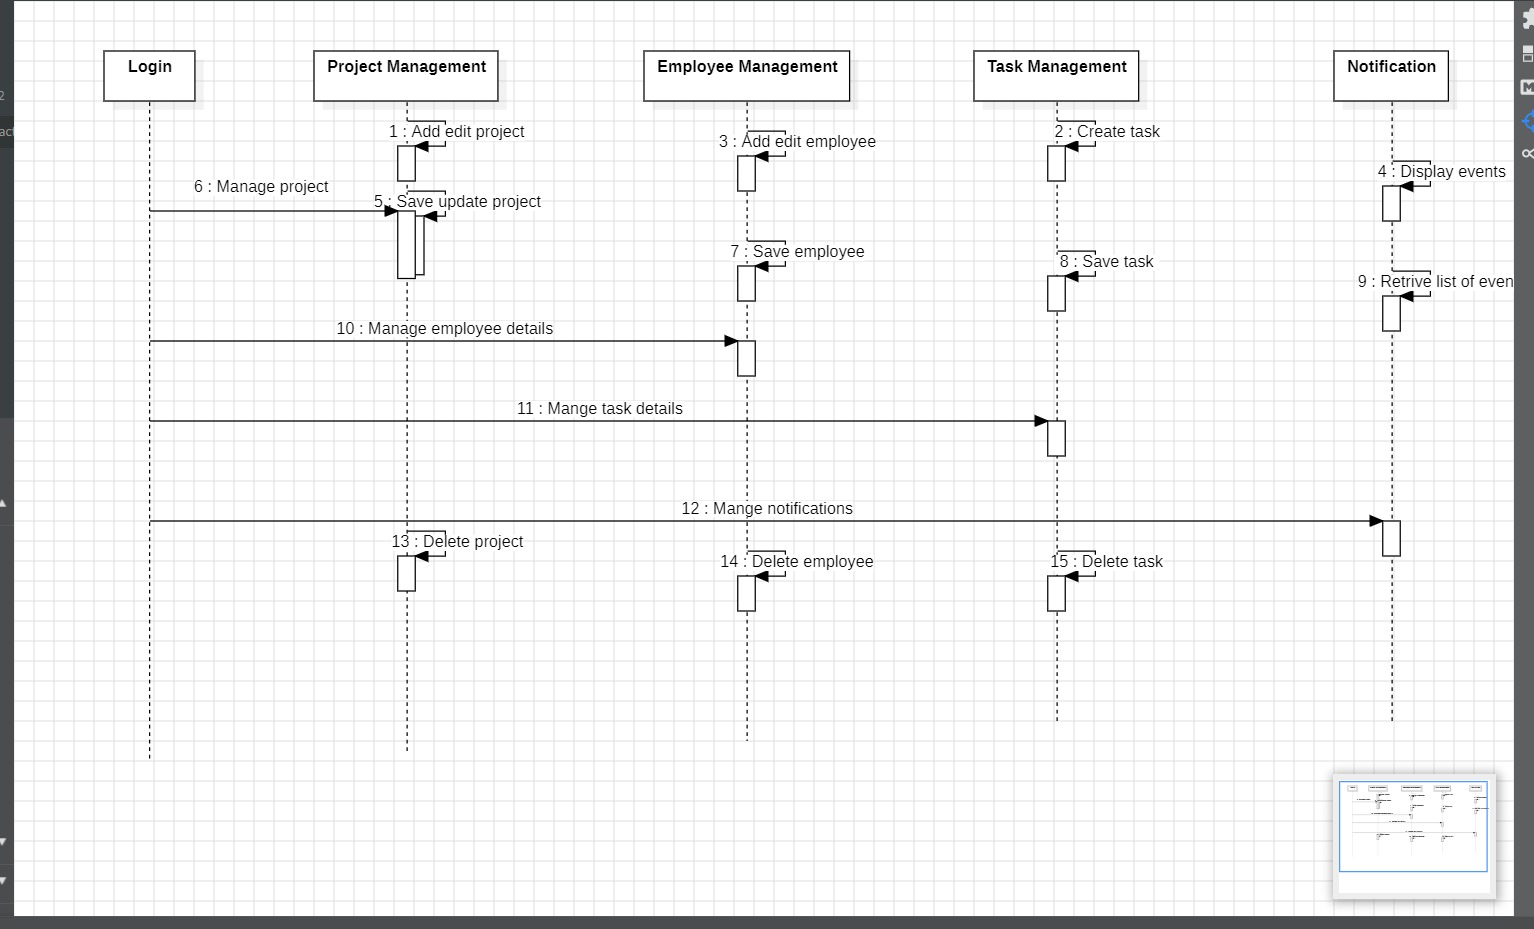 Login
Project Management
Employee Management
Task Management
Notification
2
act
1 : Add edit project
2 : Create task
3 : Add edit employee
4 : Display events
6 : Manage project
5 : Save update project
7 : Save employee
8 : Save task
9 : Retrive list of even
10 : Manage employee details
11 : Mange task details
12 : Mange notifications
13 : Delete project
14 : Delete employee
15 : Delete task